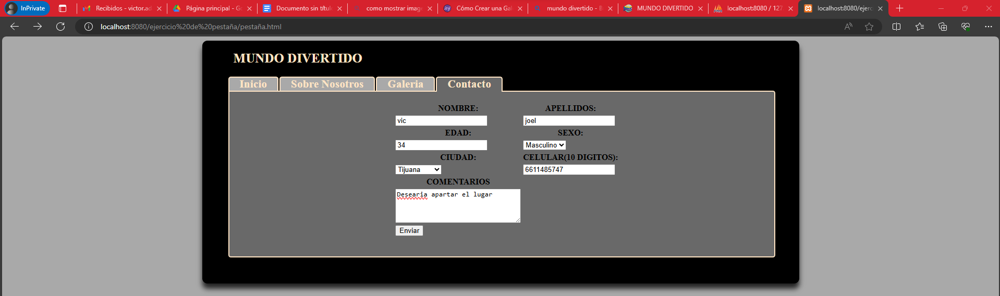 InPrivate
Recibidos - victor.ad
Página principal - Go
Documento sin título
como mostrar image
Cómo Crear una Gal
mundo divertido - B
MUNDO DIVERTIDO
localhost:8080 / 127.
localhost:8080/ejerc
localhost:8080/ejercicio%20de%20pestaña/pestaña.html
MUNDO DIVERTIDO
Inicio Sobre Nosotros Galeria Contacto
NOMBRE: APELLIDOS:
vic joel
EDAD: SEXO:
34 Masculino
CIUDAD: CELULAR(10 DIGITOS):
Tijuana 6611485747
COMENTARIOS
Desearia apartar el lugar
Enviar